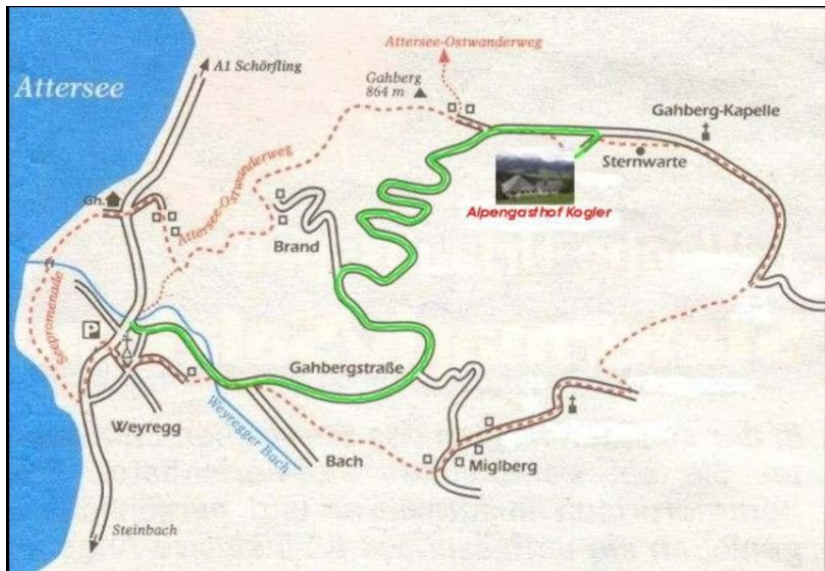 Attersee-Ostwanderweg
A1 Schörfling
Gahberg
864 m
Attersee
Gahberg-Kapelle
Sternwarte
Alpengasthof Kogler
Gh.
Attersee-Ostwanderweg
Brand
Seepromenade
P
Gahbergstraße
Weyregg
Weyregger Bach
Bach
Miglberg
Steinbach